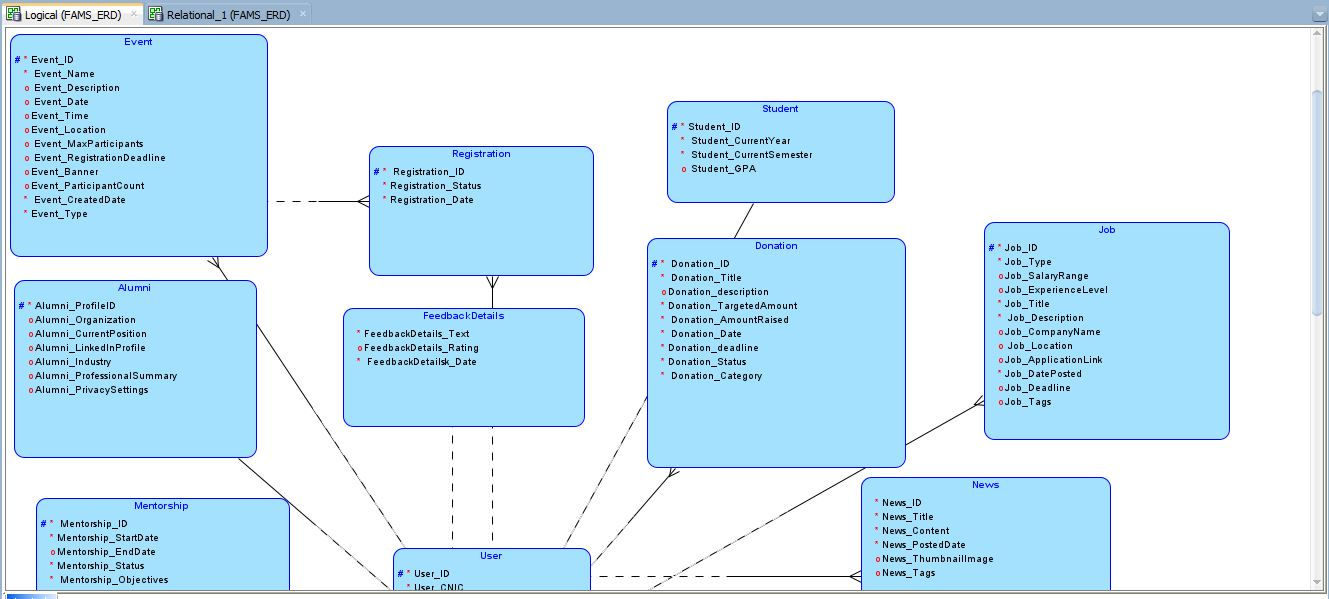 Logical (FAMS_ERD)
Relational_1 (FAMS_ERD)
Event
# * Event_ID
* Event_Name
o Event_Description
o Event_Date
o Event_Time
o Event_Location
o Event_MaxParticipants
o Event_RegistrationDeadline
o Event_Banner
o Event_ParticipantCount
* Event_CreatedDate
* Event_Type
Registration
# * Registration_ID
* Registration_Status
* Registration_Date
Student
# * Student_ID
* Student_CurrentYear
* Student_CurrentSemester
o Student_GPA
Alumni
# * Alumni_ProfileID
o Alumni_Organization
o Alumni_CurrentPosition
o Alumni_LinkedInProfile
o Alumni_Industry
o Alumni_ProfessionalSummary
o Alumni_PrivacySettings
FeedbackDetails
* FeedbackDetails_Text
o FeedbackDetails_Rating
* FeedbackDetailsk_Date
Donation
# * Donation_ID
* Donation_Title
o Donation_description
* Donation_TargetedAmount
* Donation_AmountRaised
* Donation_Date
* Donation_deadline
* Donation_Status
* Donation_Category
Job
# * Job_ID
* Job_Type
o Job_SalaryRange
o Job_ExperienceLevel
* Job_Title
* Job_Description
o Job_CompanyName
o Job_Location
o Job_ApplicationLink
* Job_DatePosted
o Job_Deadline
o Job_Tags
Mentorship
# * Mentorship_ID
* Mentorship_StartDate
o Mentorship_EndDate
* Mentorship_Status
* Mentorship_Objectives
User
# * User_ID
* User_CNIC
News
* News_ID
* News_Title
* News_Content
* News_PostedDate
o News_ThumbnailImage
o News_Tags